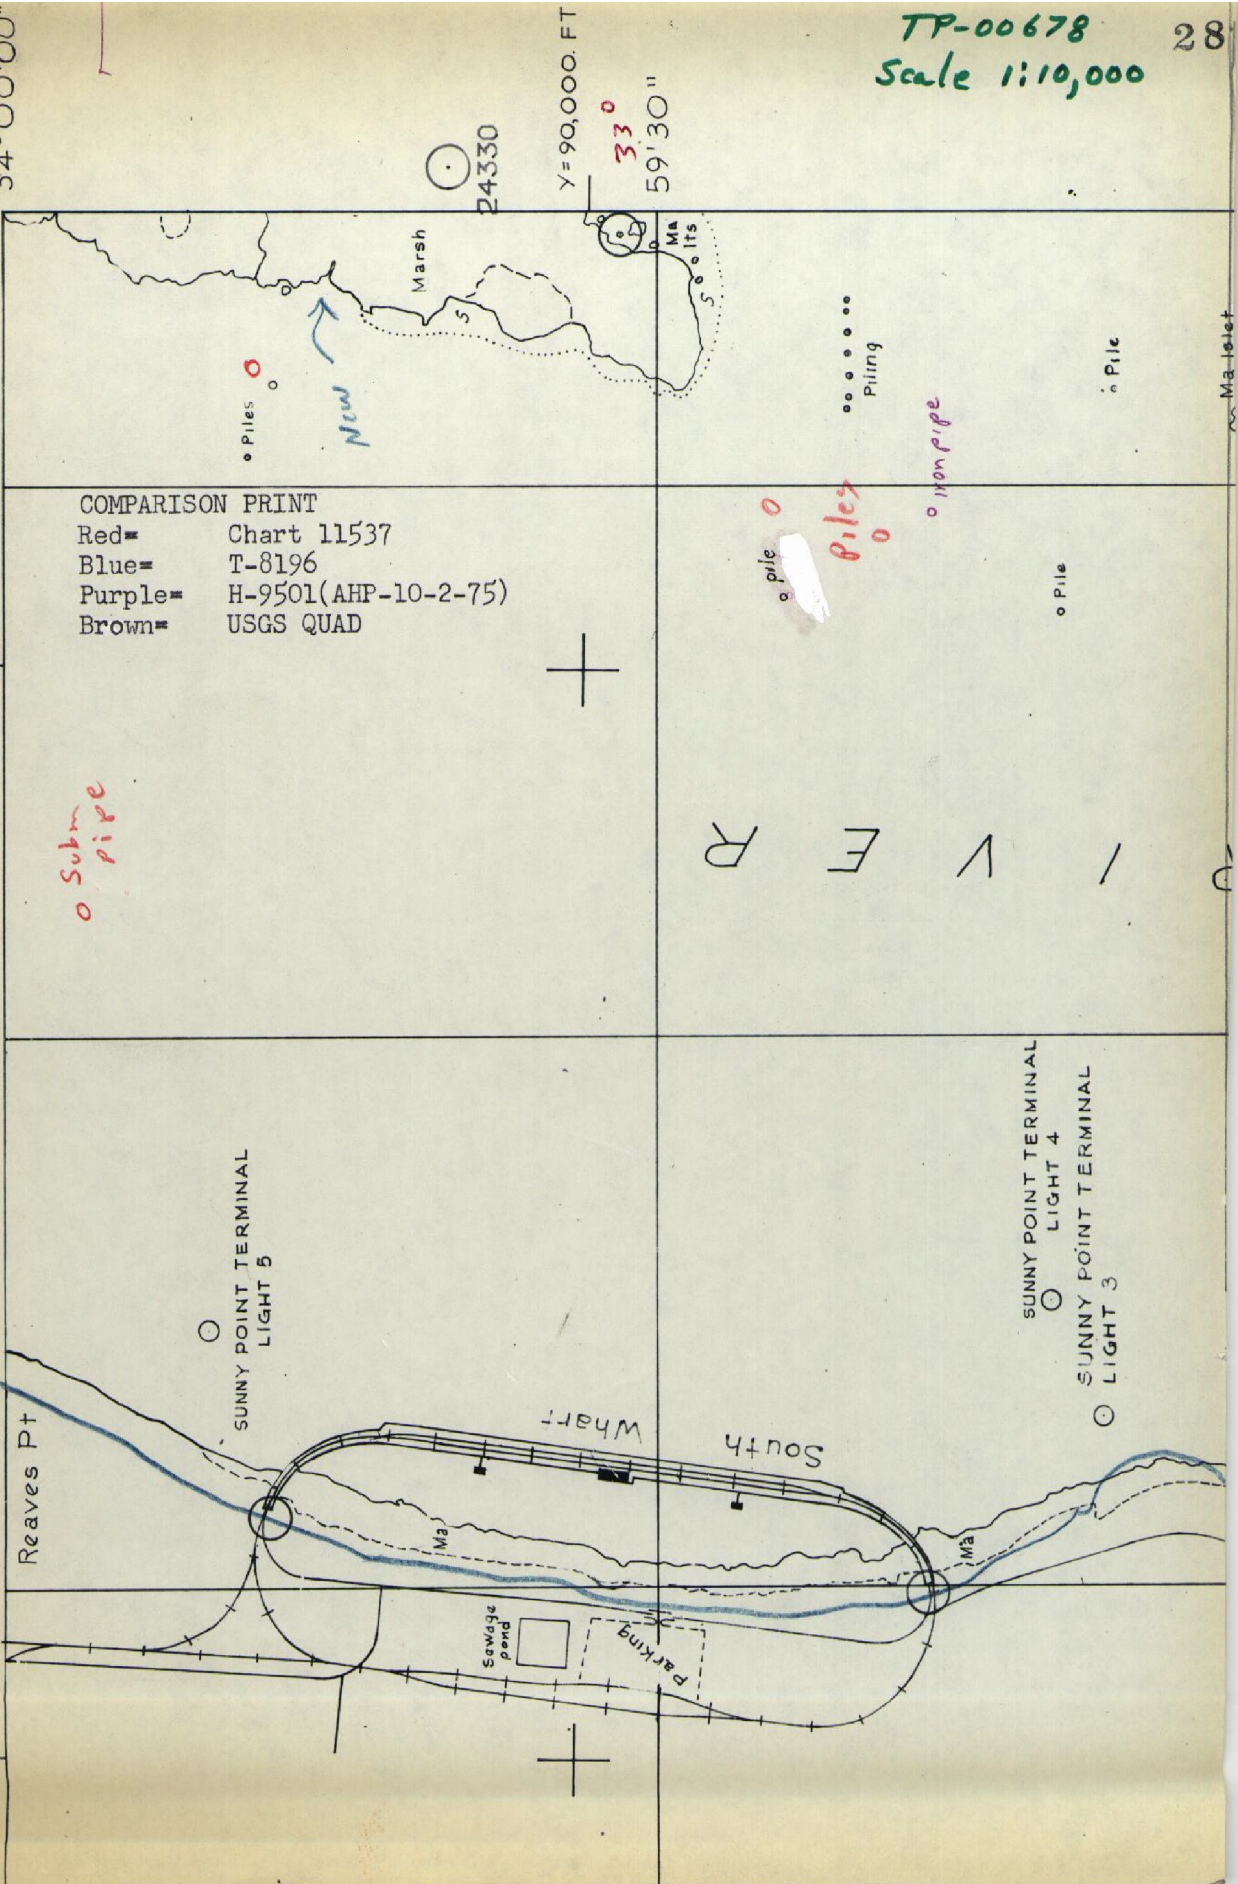 TP-00678
28
Scale 1:10,000
24330
Y=90,000. FT
33°
59'30"
Marsh
S
Ma
Its
S
Piles
New
Piling
Pile
Ma Islet
iron pipe
COMPARISON PRINT
Red= Chart 11537
Blue= T-8196
Purple= H-9501(AHP-10-2-75)
Brown= USGS QUAD
pile
Piles
Pile
Subm
pipe
R E V I
SUNNY POINT TERMINAL
LIGHT 5
SUNNY POINT TERMINAL
LIGHT 4
SUNNY POINT TERMINAL
LIGHT 3
Reaves Pt
Wharf
South
Ma
Ma
Sewage
pond
Parking